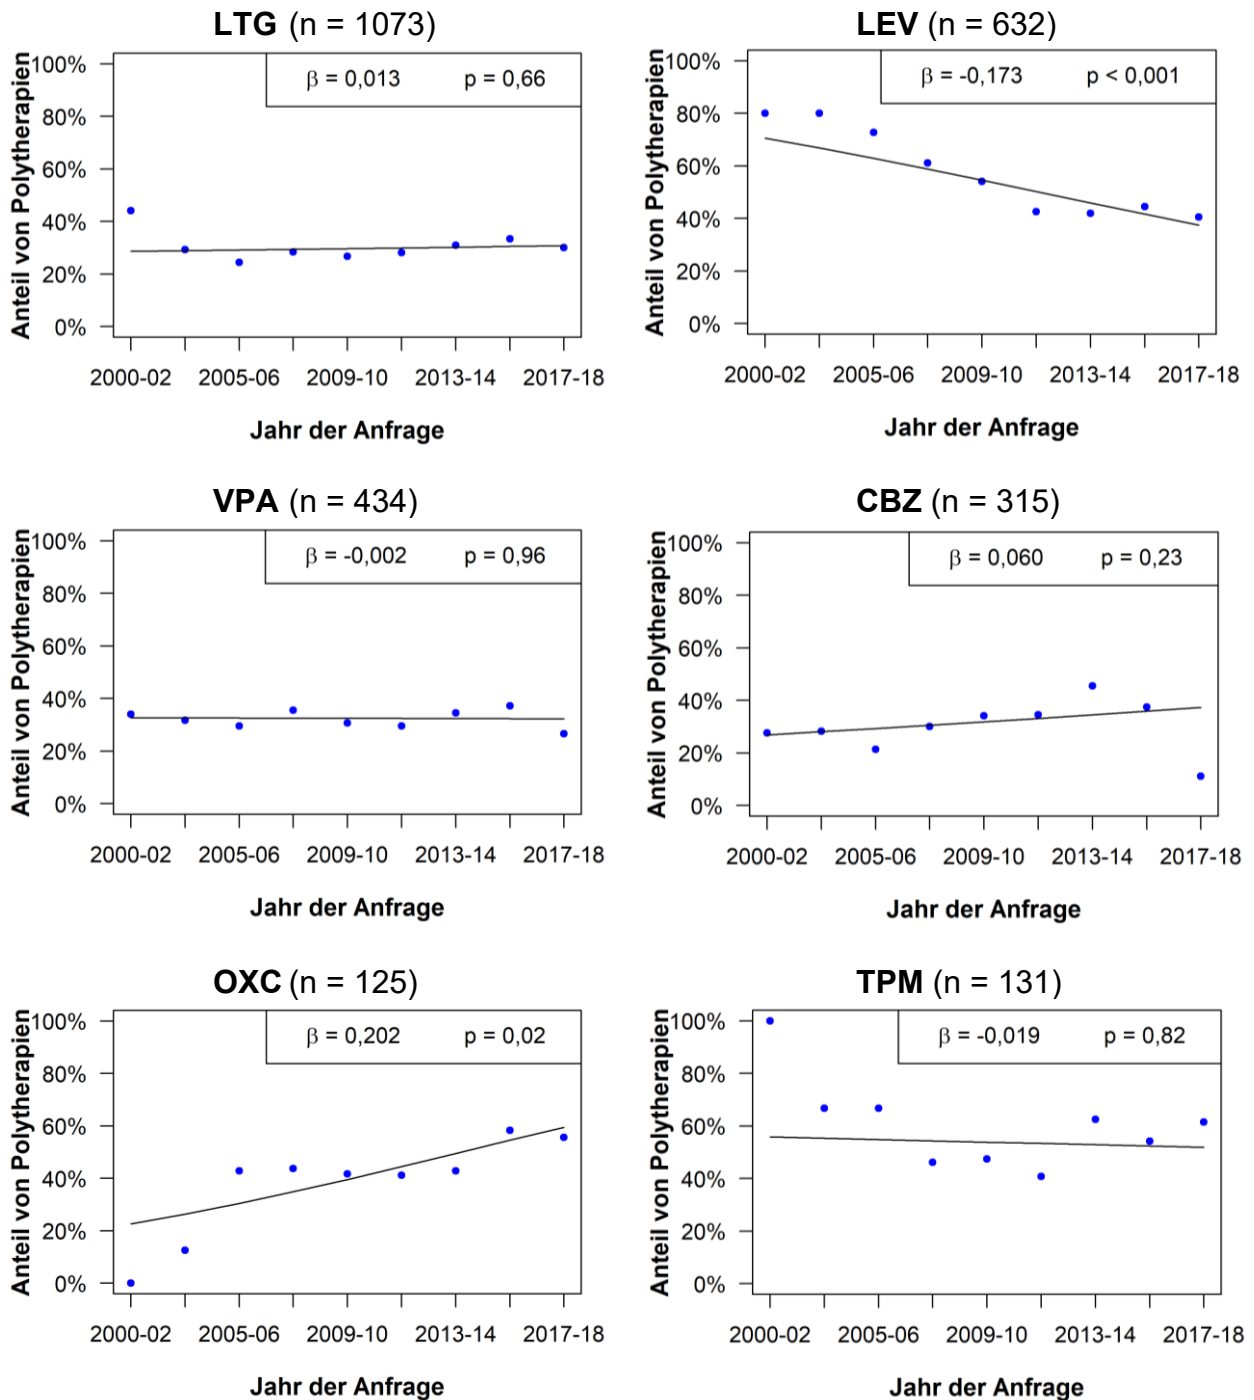 LTG (n = 1073)
β = 0,013 p = 0,66
Anteil von Polytherapien
100%
80%
60%
40%
20%
0%
2000-02 2005-06 2009-10 2013-14 2017-18
Jahr der Anfrage
LEV (n = 632)
β = -0,173 p < 0,001
Anteil von Polytherapien
100%
80%
60%
40%
20%
0%
2000-02 2005-06 2009-10 2013-14 2017-18
Jahr der Anfrage
VPA (n = 434)
β = -0,002 p = 0,96
Anteil von Polytherapien
100%
80%
60%
40%
20%
0%
2000-02 2005-06 2009-10 2013-14 2017-18
Jahr der Anfrage
CBZ (n = 315)
β = 0,060 p = 0,23
Anteil von Polytherapien
100%
80%
60%
40%
20%
0%
2000-02 2005-06 2009-10 2013-14 2017-18
Jahr der Anfrage
OXC (n = 125)
β = 0,202 p = 0,02
Anteil von Polytherapien
100%
80%
60%
40%
20%
0%
2000-02 2005-06 2009-10 2013-14 2017-18
Jahr der Anfrage
TPM (n = 131)
β = -0,019 p = 0,82
Anteil von Polytherapien
100%
80%
60%
40%
20%
0%
2000-02 2005-06 2009-10 2013-14 2017-18
Jahr der Anfrage